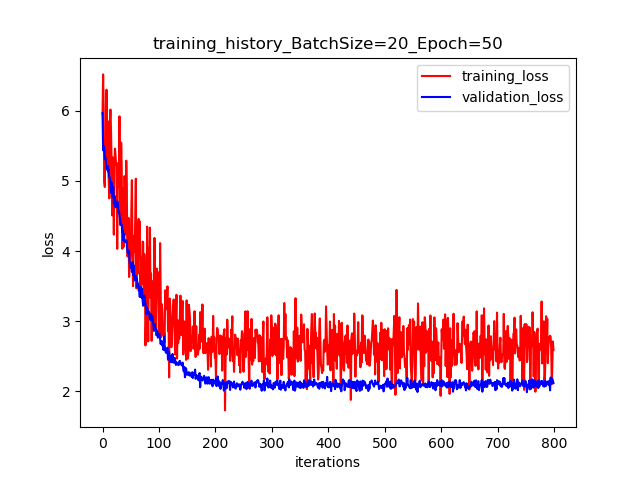 training_history_BatchSize=20_Epoch=50
training_loss
validation_loss
6
5
4
3
2
loss
0 100 200 300 400 500 600 700 800
iterations